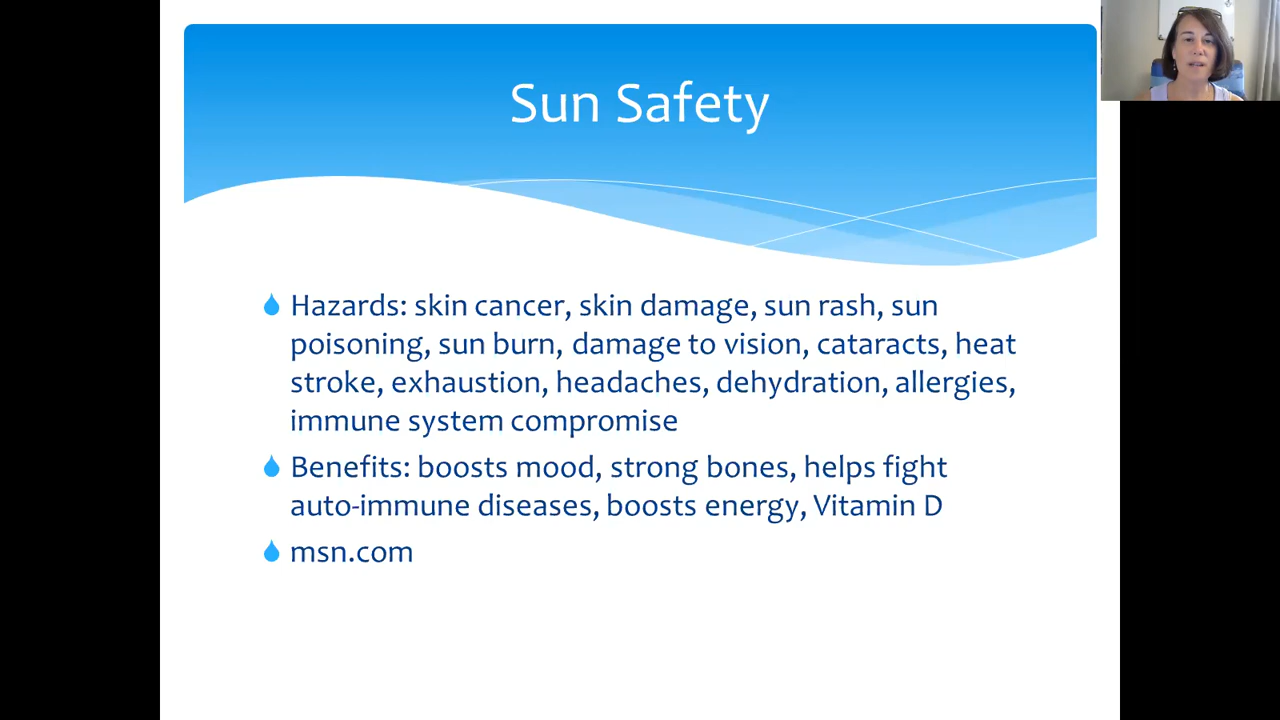 Sun Safety
Hazards: skin cancer, skin damage, sun rash, sun
poisoning, sun burn, damage to vision, cataracts, heat
stroke, exhaustion, headaches, dehydration, allergies,
immune system compromise
Benefits: boosts mood, strong bones, helps fight
auto-immune diseases, boosts energy, Vitamin D
msn.com